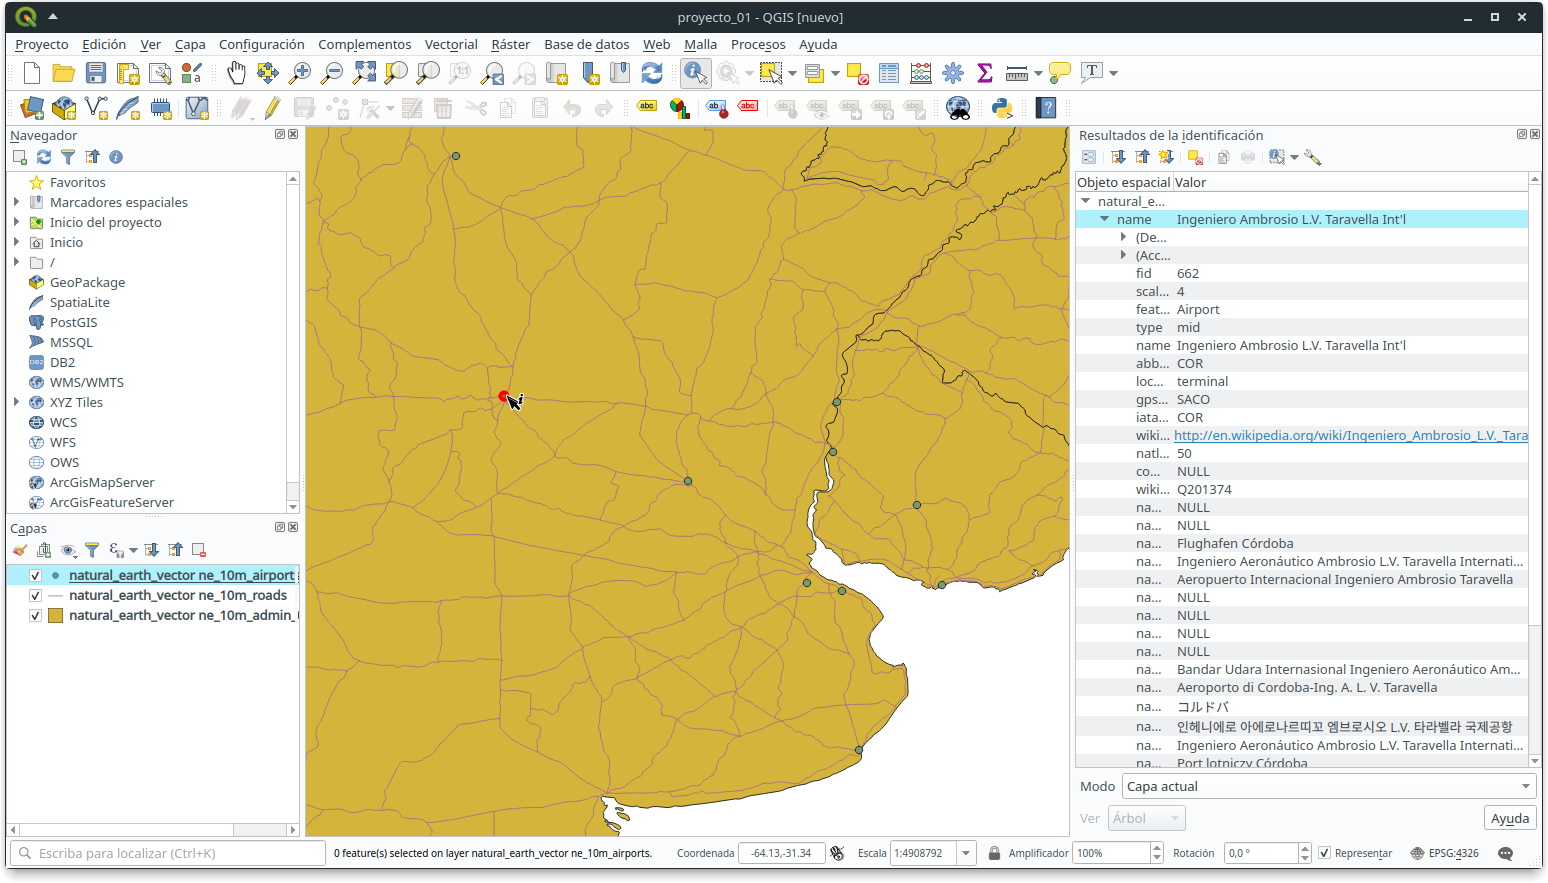 proyecto_01 - QGIS [nuevo]
Proyecto Edición Ver Capa Configuración Complementos Vectorial Ráster Base de datos Web Malla Procesos Ayuda
Navegador
Favoritos
Marcadores espaciales
Inicio del proyecto
Inicio
/
GeoPackage
SpatiaLite
PostGIS
MSSQL
DB2
WMS/WMTS
XYZ Tiles
WCS
WFS
OWS
ArcGisMapServer
ArcGisFeatureServer
Capas
natural_earth_vector ne_10m_airport
natural_earth_vector ne_10m_roads
natural_earth_vector ne_10m_admin_
Resultados de la identificación
Objeto espacial Valor
natural_e...
name Ingeniero Ambrosio L.V. Taravella Int'l
(De...
(Acc...
fid 662
scal... 4
feat... Airport
type mid
name Ingeniero Ambrosio L.V. Taravella Int'l
abb... COR
loc... terminal
gps... SACO
iata... COR
wiki... http://en.wikipedia.org/wiki/Ingeniero_Ambrosio_L.V._Tara
natl... 50
co... NULL
wiki... Q201374
na... NULL
na... NULL
na... Flughafen Córdoba
na... Ingeniero Aeronáutico Ambrosio L.V. Taravella Internati...
na... Aeropuerto Internacional Ingeniero Ambrosio Taravella
na... NULL
na... NULL
na... NULL
na... NULL
na... Bandar Udara Internasional Ingeniero Aeronáutico Am...
na... Aeroporto di Cordoba-Ing. A. L. V. Taravella
na... コルドバ
na... 인헤니에로 아에로나르띠꼬 엠브로시오 L.V. 타라벨라 국제공항
na... Ingeniero Aeronáutico Ambrosio L.V. Taravella Internati...
na... Port lotniczy Córdoba
Modo Capa actual
Ver Árbol Ayuda
Escriba para localizar (Ctrl+K) 0 feature(s) selected on layer natural_earth_vector ne_10m_airports. Coordenada -64.13,-31.34 Escala 1:4908792 Amplificador 100% Rotación 0,0 ° Representar EPSG:4326